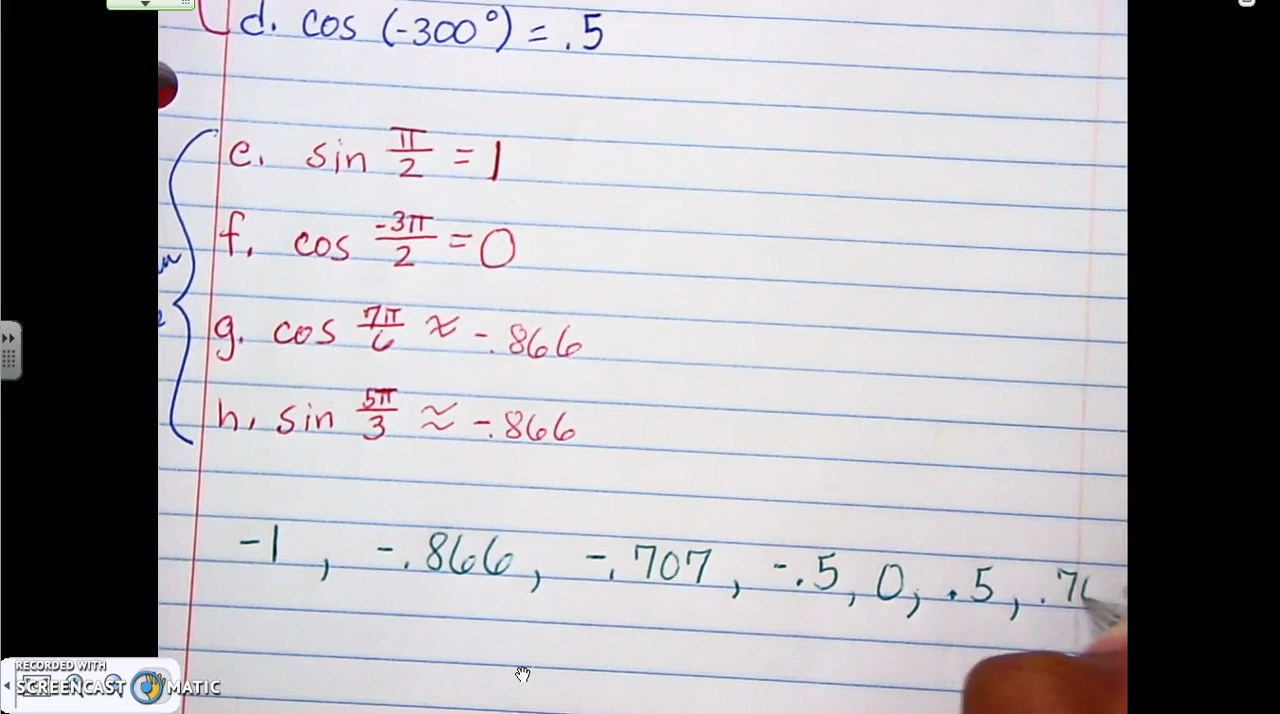 d. cos (-300°) = .5
e. sin π/2 = 1
f. cos -3π/2 = 0
g. cos 7π/6 ≈ -.866
h. sin 5π/3 ≈ -.866
-1 , -.866 , -.707 , -.5 , 0 , .5 , .70
RECORDED WITH
SCREENCAST MATIC